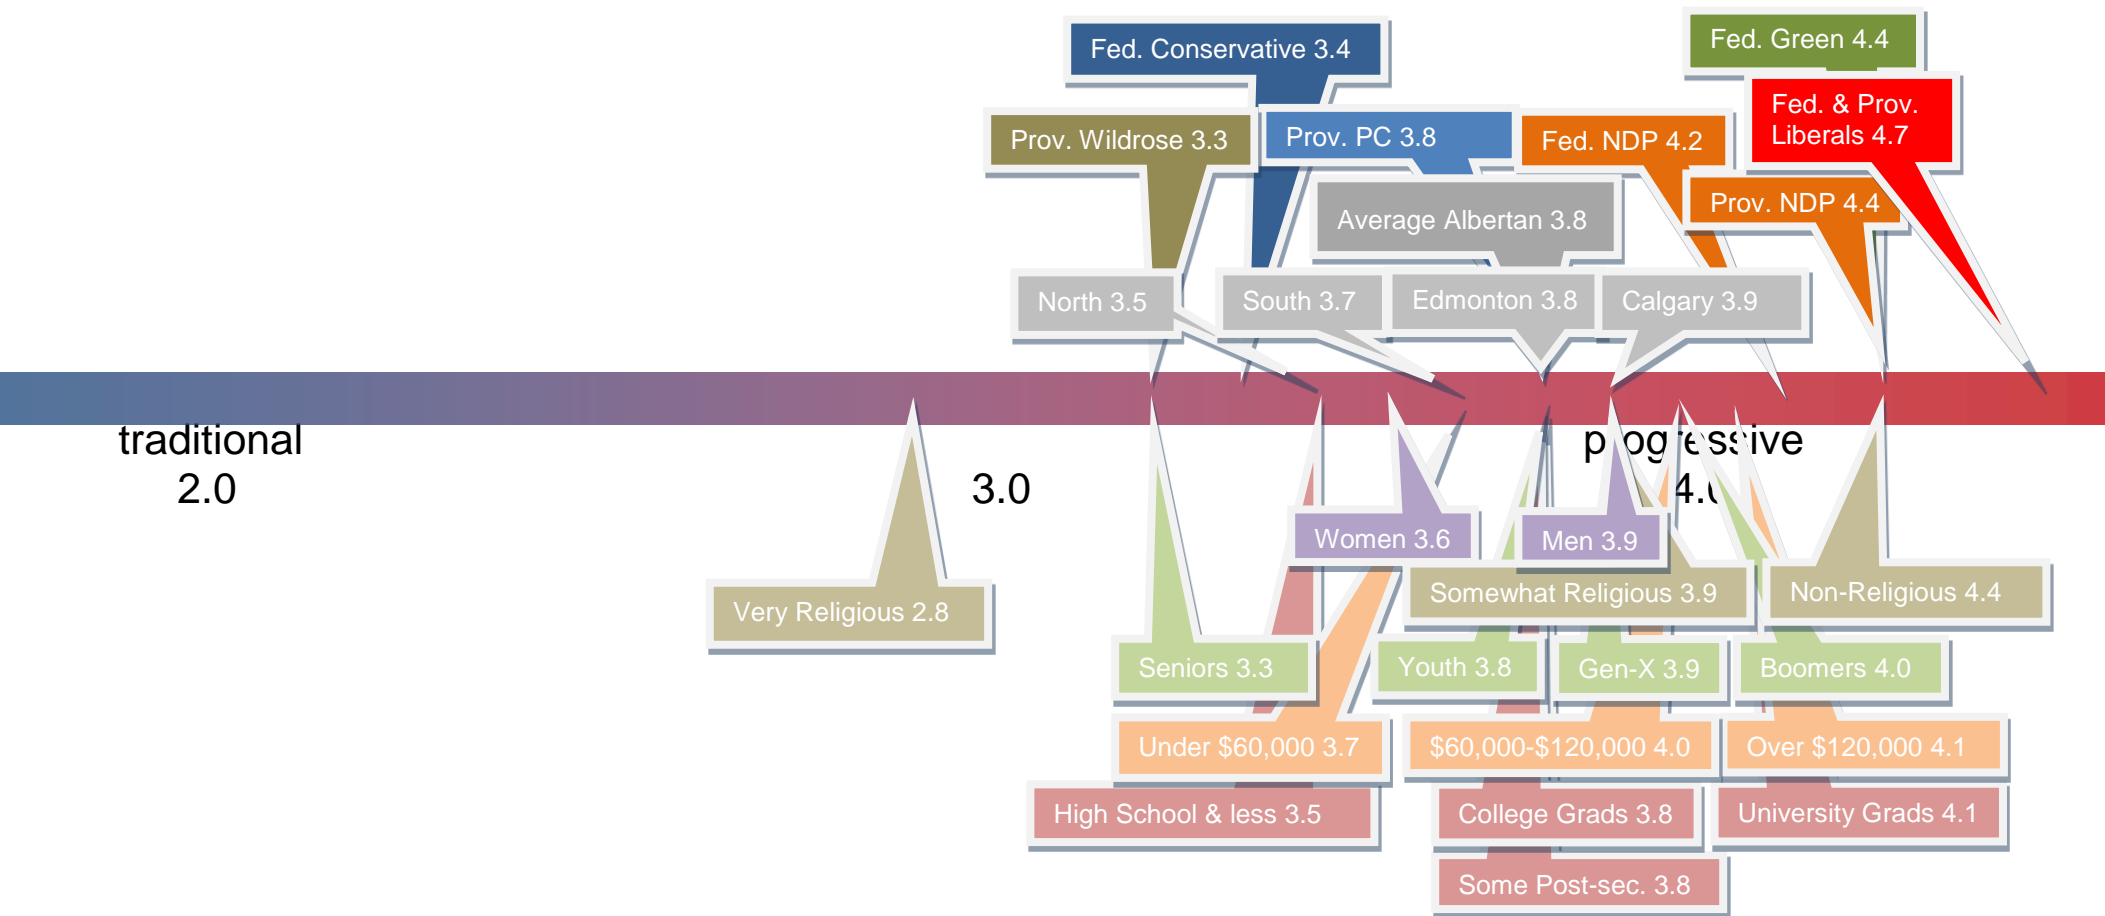 Fed. Green 4.4
Fed. Conservative 3.4
Fed. & Prov.
Liberals 4.7
Prov. Wildrose 3.3
Prov. PC 3.8
Fed. NDP 4.2
Prov. NDP 4.4
Average Albertan 3.8
North 3.5
South 3.7
Edmonton 3.8
Calgary 3.9
traditional
2.0
3.0
progressive
4.0
Women 3.6
Men 3.9
Very Religious 2.8
Somewhat Religious 3.9
Non-Religious 4.4
Seniors 3.3
Youth 3.8
Gen-X 3.9
Boomers 4.0
Under $60,000 3.7
$60,000-$120,000 4.0
Over $120,000 4.1
High School & less 3.5
College Grads 3.8
University Grads 4.1
Some Post-sec. 3.8